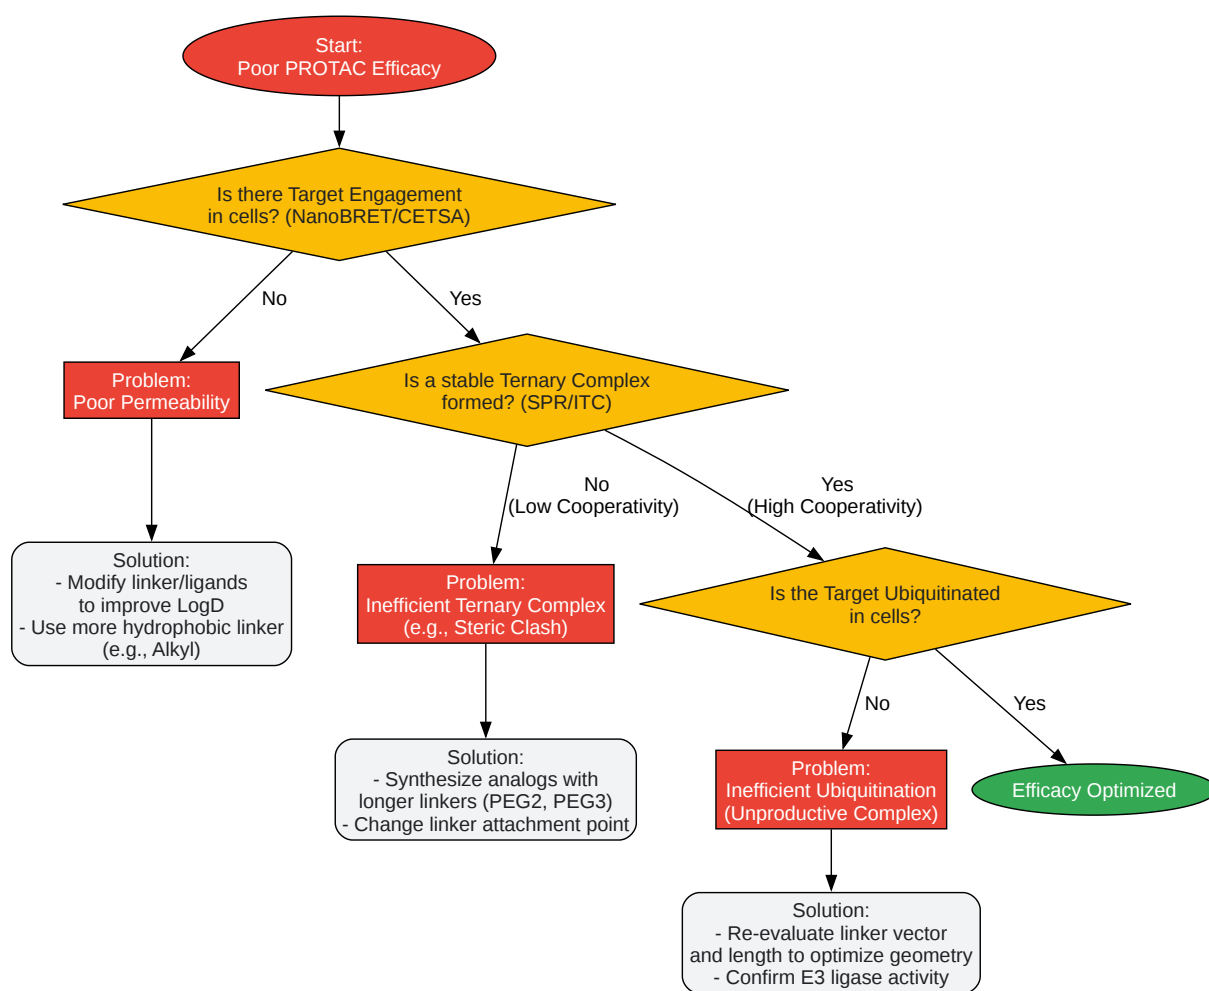 Start:
Poor PROTAC Efficacy
Is there Target Engagement
in cells? (NanoBRET/CETSA)
No
Yes
Problem:
Poor Permeability
Is a stable Ternary Complex
formed? (SPR/ITC)
No
(Low Cooperativity)
Yes
(High Cooperativity)
Solution:
- Modify linker/ligands
to improve LogD
- Use more hydrophobic linker
(e.g., Alkyl)
Problem:
Inefficient Ternary Complex
(e.g., Steric Clash)
Is the Target Ubiquitinated
in cells?
No
Yes
Solution:
- Synthesize analogs with
longer linkers (PEG2, PEG3)
- Change linker attachment point
Problem:
Inefficient Ubiquitination
(Unproductive Complex)
Efficacy Optimized
Solution:
- Re-evaluate linker vector
and length to optimize geometry
- Confirm E3 ligase activity